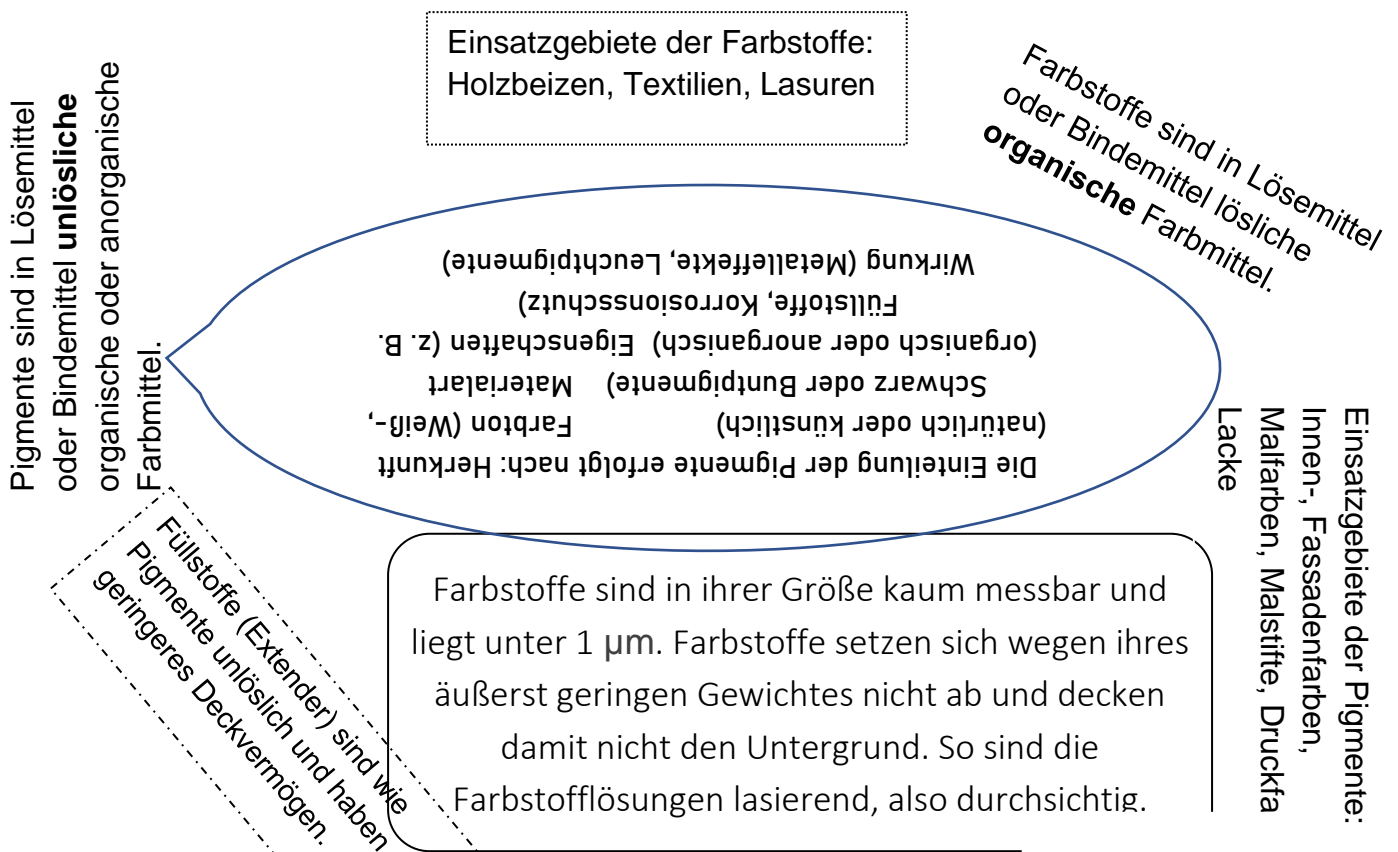 Einsatzgebiete der Farbstoffe:
Holzbeizen, Textilien, Lasuren
Farbstoffe sind in Lösemittel
oder Bindemittel lösliche
organische Farbmittel.
Pigmente sind in Lösemittel
oder Bindemittel unlösliche
organische oder anorganische
Farbmittel.
Die Einteilung der Pigmente erfolgt nach: Herkunft
(natürlich oder künstlich) Farbton (Weiß-,
Schwarz oder Buntpigmente) Materialart
(organisch oder anorganisch) Eigenschaften (z. B.
Füllstoffe, Korrosionsschutz)
Wirkung (Metalleffekte, Leuchtpigmente)
Einsatzgebiete der Pigmente:
Innen-, Fassadenfarben,
Malfarben, Malstifte, Druckfa
Lacke
Füllstoffe (Extender) sind wie
Pigmente unlöslich und haben
geringeres Deckvermögen.
Farbstoffe sind in ihrer Größe kaum messbar und
liegt unter 1 µm. Farbstoffe setzen sich wegen ihres
äußerst geringen Gewichtes nicht ab und decken
damit nicht den Untergrund. So sind die
Farbstofflösungen lasierend, also durchsichtig.